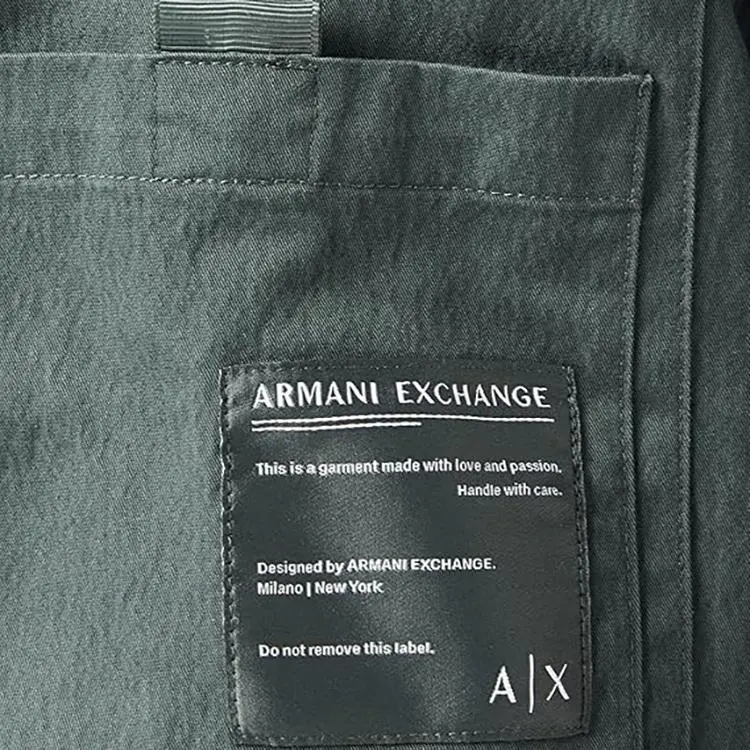 ARMANI EXCHANGE
This is a garment made with love and passion.
Handle with care.
Designed by ARMANI EXCHANGE.
Milano | New York
Do not remove this label.
A|X